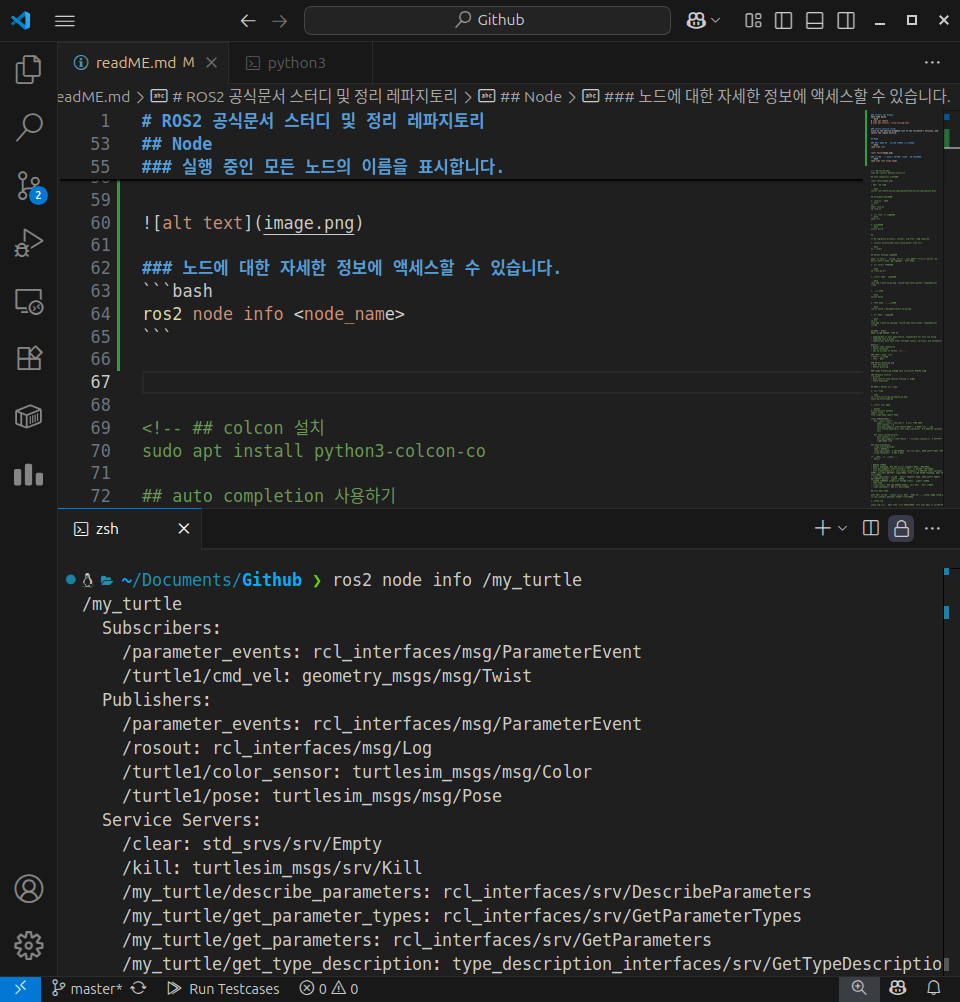 Github
readME.md M
python3
eadME.md > # ROS2 공식문서 스터디 및 정리 레파지토리 > ## Node > ### 노드에 대한 자세한 정보에 액세스할 수 있습니다.
1 # ROS2 공식문서 스터디 및 정리 레파지토리
53 ## Node
55 ### 실행 중인 모든 노드의 이름을 표시합니다.
59
60 ![alt text](image.png)
61
62 ### 노드에 대한 자세한 정보에 액세스할 수 있습니다.
63 ```bash
64 ros2 node info <node_name>
65 ```
66
67
68
69 <!-- ## colcon 설치
70 sudo apt install python3-colcon-co
71
72 ## auto completion 사용하기
2
zsh
~/Documents/Github ❯ ros2 node info /my_turtle
/my_turtle
  Subscribers:
    /parameter_events: rcl_interfaces/msg/ParameterEvent
    /turtle1/cmd_vel: geometry_msgs/msg/Twist
  Publishers:
    /parameter_events: rcl_interfaces/msg/ParameterEvent
    /rosout: rcl_interfaces/msg/Log
    /turtle1/color_sensor: turtlesim_msgs/msg/Color
    /turtle1/pose: turtlesim_msgs/msg/Pose
  Service Servers:
    /clear: std_srvs/srv/Empty
    /kill: turtlesim_msgs/srv/Kill
    /my_turtle/describe_parameters: rcl_interfaces/srv/DescribeParameters
    /my_turtle/get_parameter_types: rcl_interfaces/srv/GetParameterTypes
    /my_turtle/get_parameters: rcl_interfaces/srv/GetParameters
    /my_turtle/get_type_description: type_description_interfaces/srv/GetTypeDescriptio
master* Run Testcases 0 0